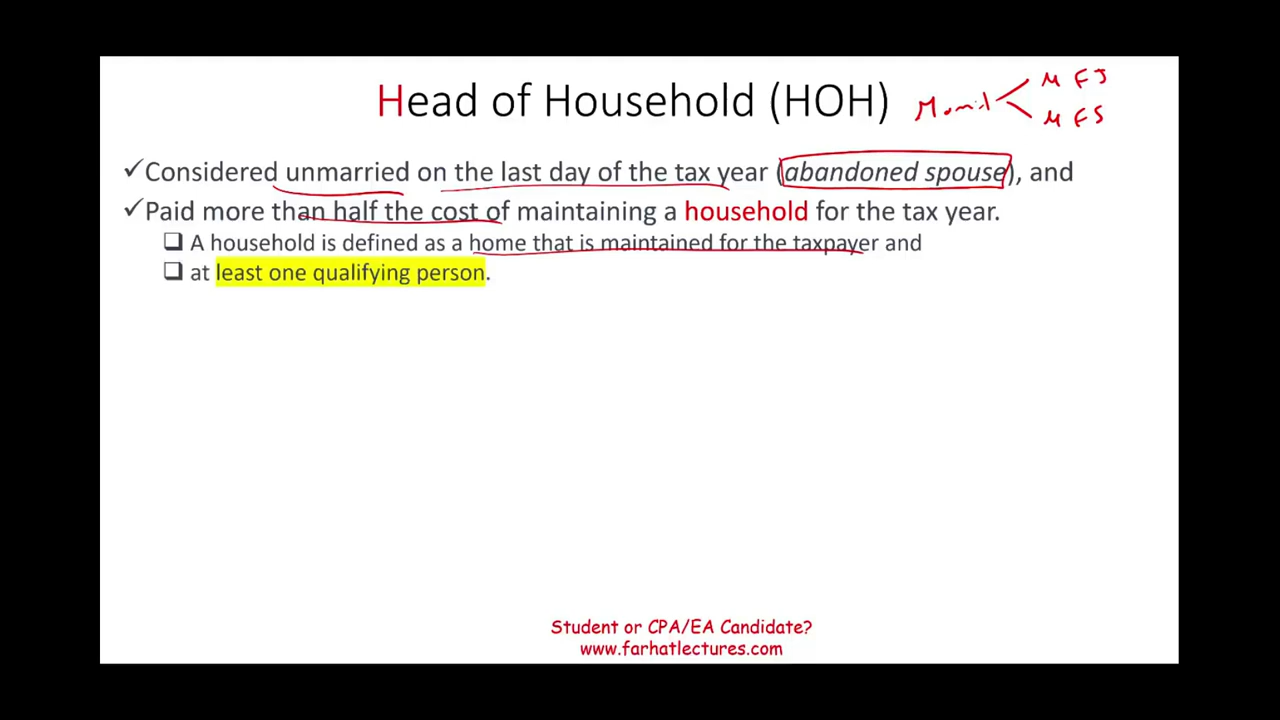 Head of Household (HOH)
MFJ
MFS
✓Considered unmarried on the last day of the tax year (abandoned spouse), and
✓Paid more than half the cost of maintaining a household for the tax year.
❑ A household is defined as a home that is maintained for the taxpayer and
❑ at least one qualifying person.
Student or CPA/EA Candidate?
www.farhatlectures.com